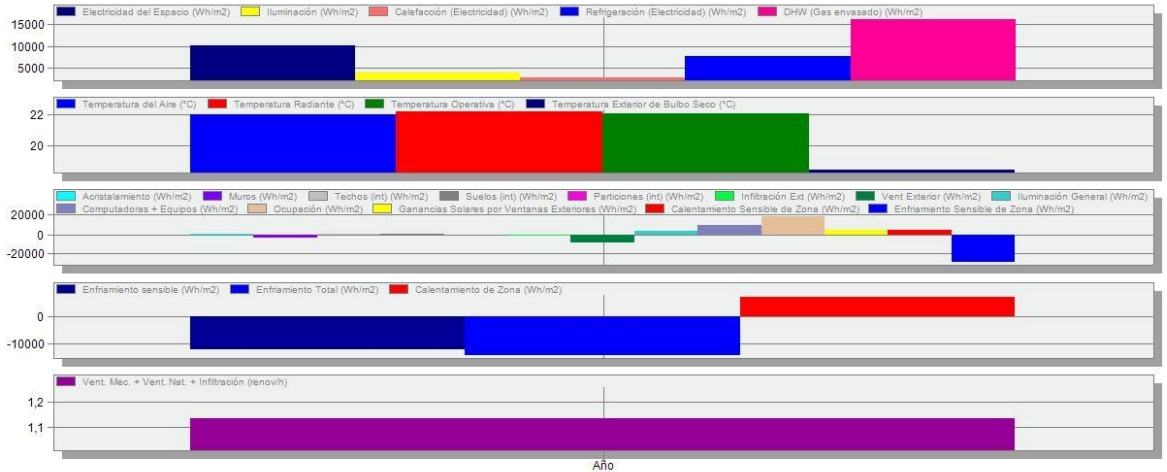 Electricidad del Espacio (Wh/m2) Iluminación (Wh/m2) Calefacción (Electricidad) (Wh/m2) Refrigeración (Electricidad) (Wh/m2) DHW (Gas envasado) (Wh/m2)
15000
10000
5000
Temperatura del Aire (°C) Temperatura Radiante (°C) Temperatura Operativa (°C) Temperatura Exterior de Bulbo Seco (°C)
22
20
Acristalamiento (Wh/m2) Muros (Wh/m2) Techos (int) (Wh/m2) Suelos (int) (Wh/m2) Particiones (int) (Wh/m2) Infiltración Ext (Wh/m2) Vent Exterior (Wh/m2) Iluminación General (Wh/m2)
Computadoras + Equipos (Wh/m2) Ocupación (Wh/m2) Ganancias Solares por Ventanas Exteriores (Wh/m2) Calentamiento Sensible de Zona (Wh/m2) Enfriamiento Sensible de Zona (Wh/m2)
20000
0
-20000
Enfriamiento sensible (Wh/m2) Enfriamiento Total (Wh/m2) Calentamiento de Zona (Wh/m2)
0
-10000
Vent. Mec. + Vent. Nat. + Infiltración (renov/h)
1,2
1,1
Año